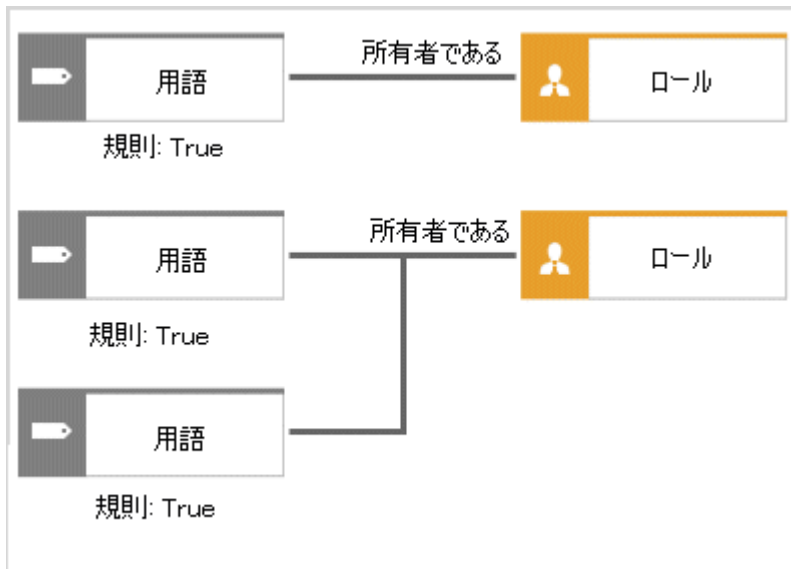 所有者である
用語
ロール
規則: True
所有者である
用語
ロール
規則: True
用語
規則: True